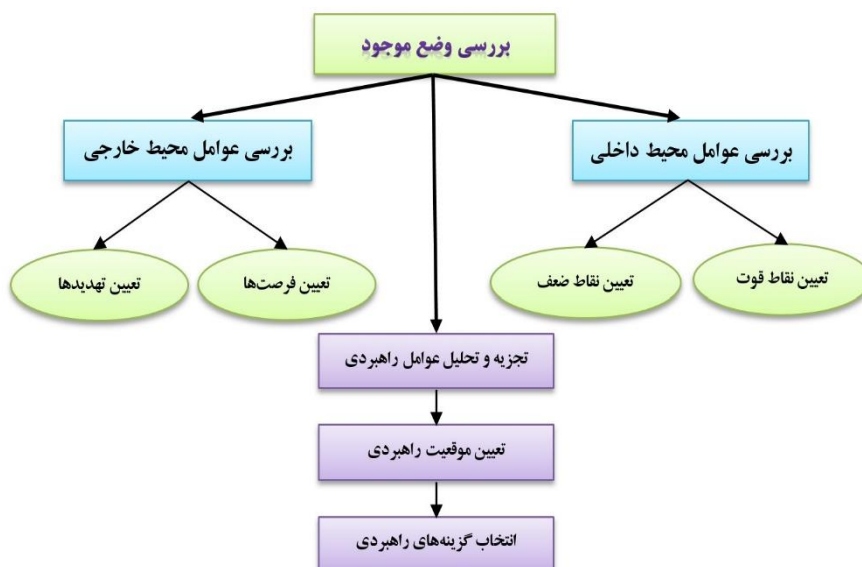 بررسی وضع موجود
بررسی عوامل محیط داخلی
بررسی عوامل محیط خارجی
تعیین نقاط قوت
تعیین نقاط ضعف
تعیین فرصت‌ها
تعیین تهدیدها
تجزیه و تحلیل عوامل راهبردی
تعیین موقعیت راهبردی
انتخاب گزینه‌های راهبردی